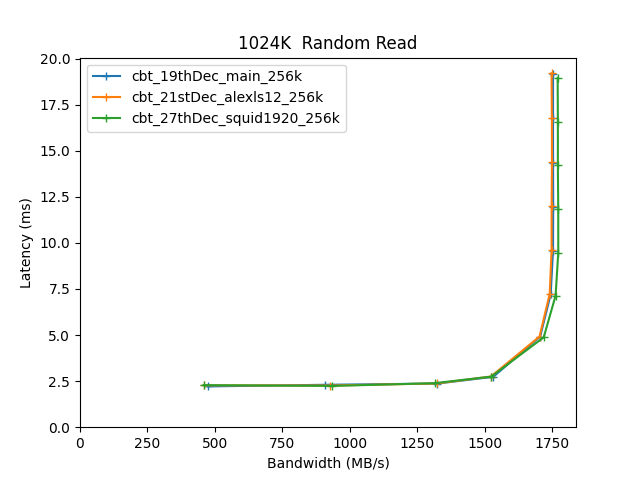 1024K  Random Read
cbt_19thDec_main_256k
cbt_21stDec_alexls12_256k
cbt_27thDec_squid1920_256k
20.0
17.5
15.0
12.5
10.0
7.5
5.0
2.5
0.0
Latency (ms)
0 250 500 750 1000 1250 1500 1750
Bandwidth (MB/s)